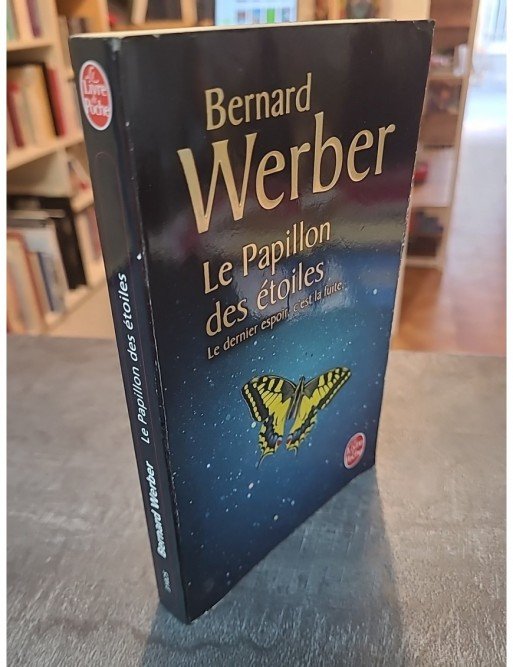 Le
Livre
de
Poche
Bernard
Werber
Le Papillon
des étoiles
Le dernier espoir, c'est la fuite...
Le Livre
de Poche
Bernard Werber Le Papillon des étoiles